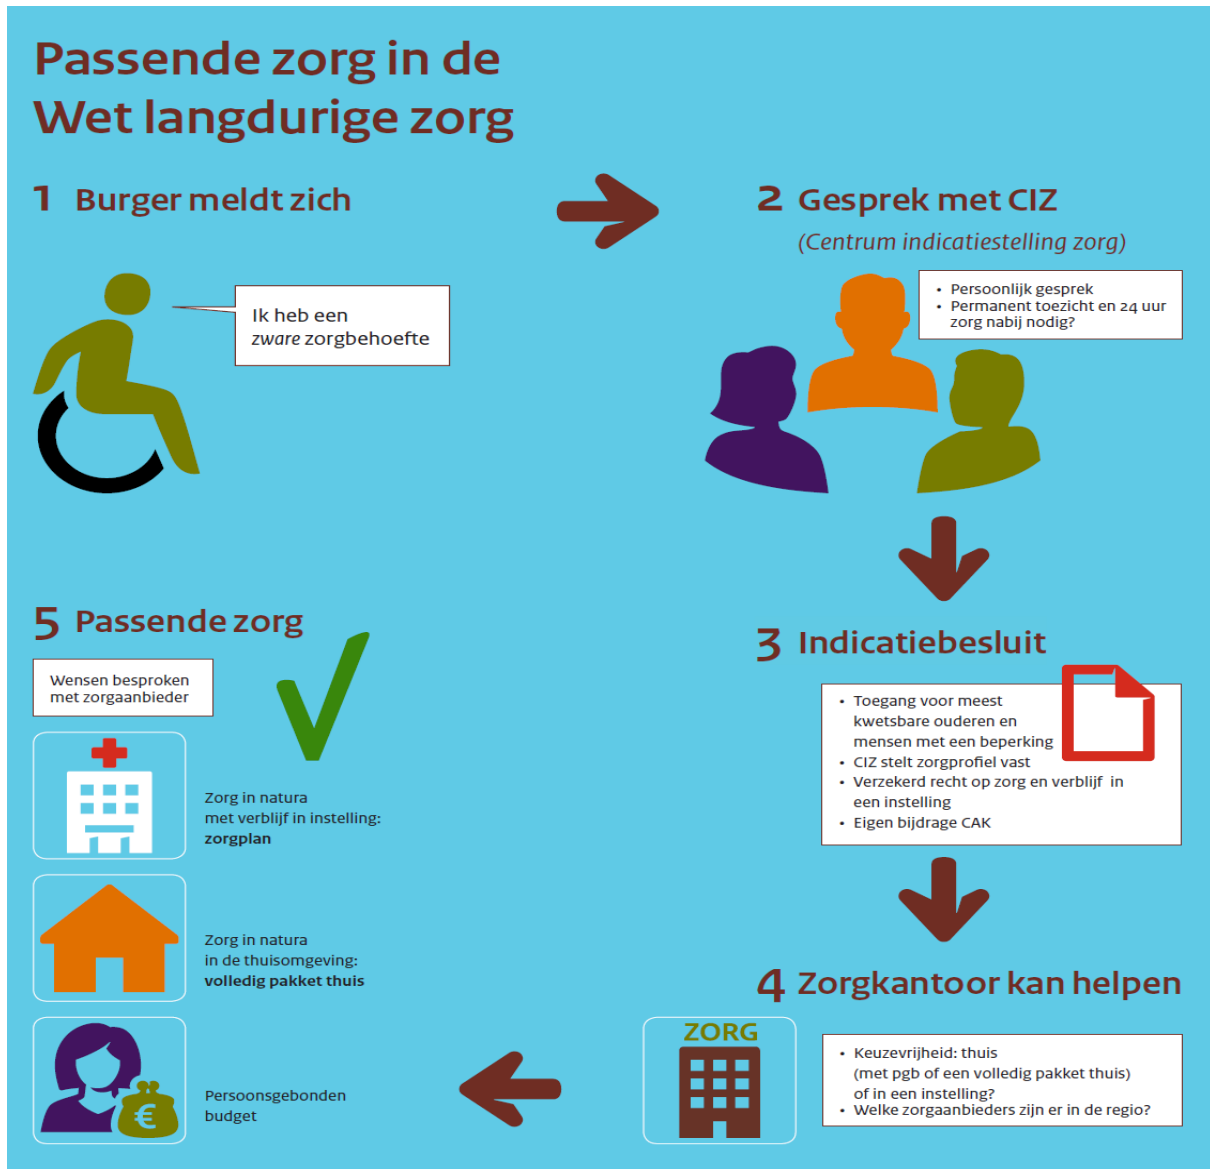 Passende zorg in de
Wet langdurige zorg
1 Burger meldt zich
Ik heb een
zware zorgbehoefte
2 Gesprek met CIZ
(Centrum indicatiestelling zorg)
• Persoonlijk gesprek
• Permanent toezicht en 24 uur
zorg nabij nodig?
3 Indicatiebesluit
• Toegang voor meest
kwetsbare ouderen en
mensen met een beperking
• CIZ stelt zorgprofiel vast
• Verzekerd recht op zorg en verblijf in
een instelling
• Eigen bijdrage CAK
4 Zorgkantoor kan helpen
ZORG
• Keuzevrijheid: thuis
(met pgb of een volledig pakket thuis)
of in een instelling?
• Welke zorgaanbieders zijn er in de regio?
5 Passende zorg
Wensen besproken
met zorgaanbieder
Zorg in natura
met verblijf in instelling:
zorgplan
Zorg in natura
in de thuisomgeving:
volledig pakket thuis
€
Persoonsgebonden
budget